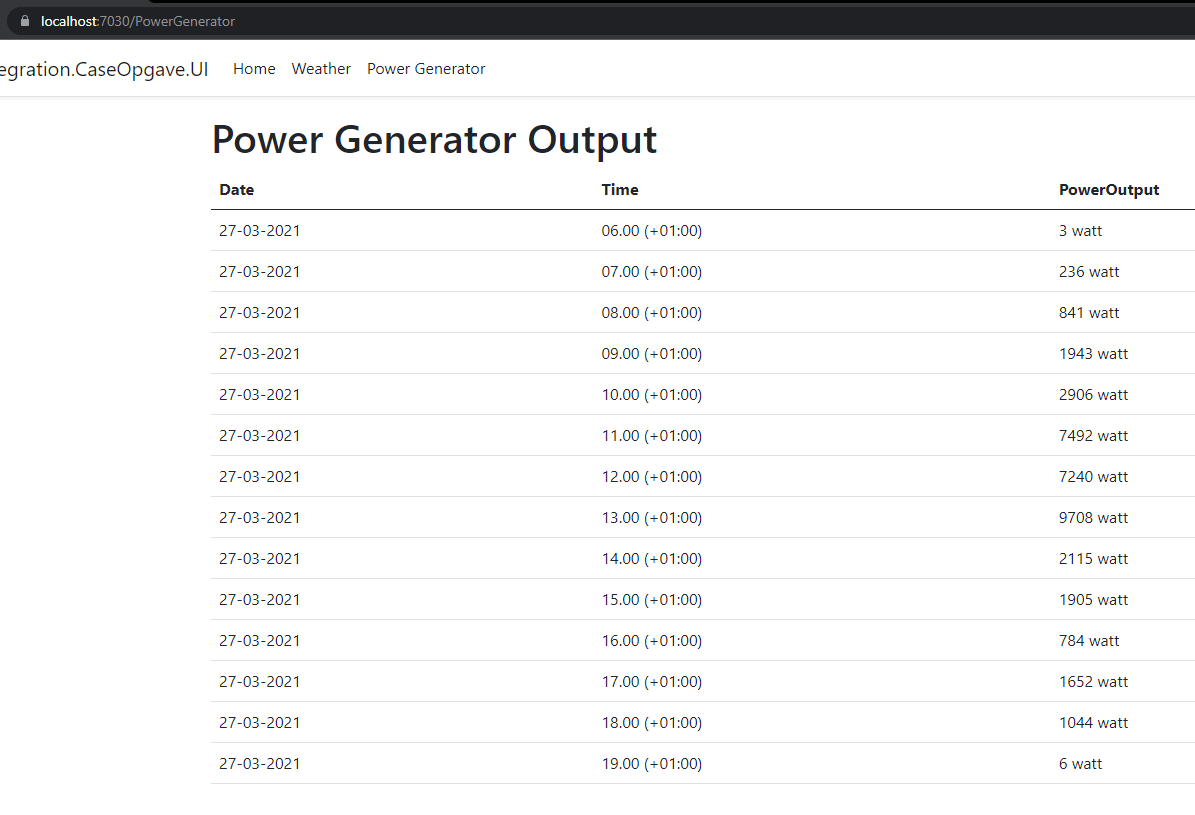 localhost:7030/PowerGenerator
egration.CaseOpgave.UI Home Weather Power Generator
Power Generator Output
Date Time PowerOutput
27-03-2021 06.00 (+01:00) 3 watt
27-03-2021 07.00 (+01:00) 236 watt
27-03-2021 08.00 (+01:00) 841 watt
27-03-2021 09.00 (+01:00) 1943 watt
27-03-2021 10.00 (+01:00) 2906 watt
27-03-2021 11.00 (+01:00) 7492 watt
27-03-2021 12.00 (+01:00) 7240 watt
27-03-2021 13.00 (+01:00) 9708 watt
27-03-2021 14.00 (+01:00) 2115 watt
27-03-2021 15.00 (+01:00) 1905 watt
27-03-2021 16.00 (+01:00) 784 watt
27-03-2021 17.00 (+01:00) 1652 watt
27-03-2021 18.00 (+01:00) 1044 watt
27-03-2021 19.00 (+01:00) 6 watt